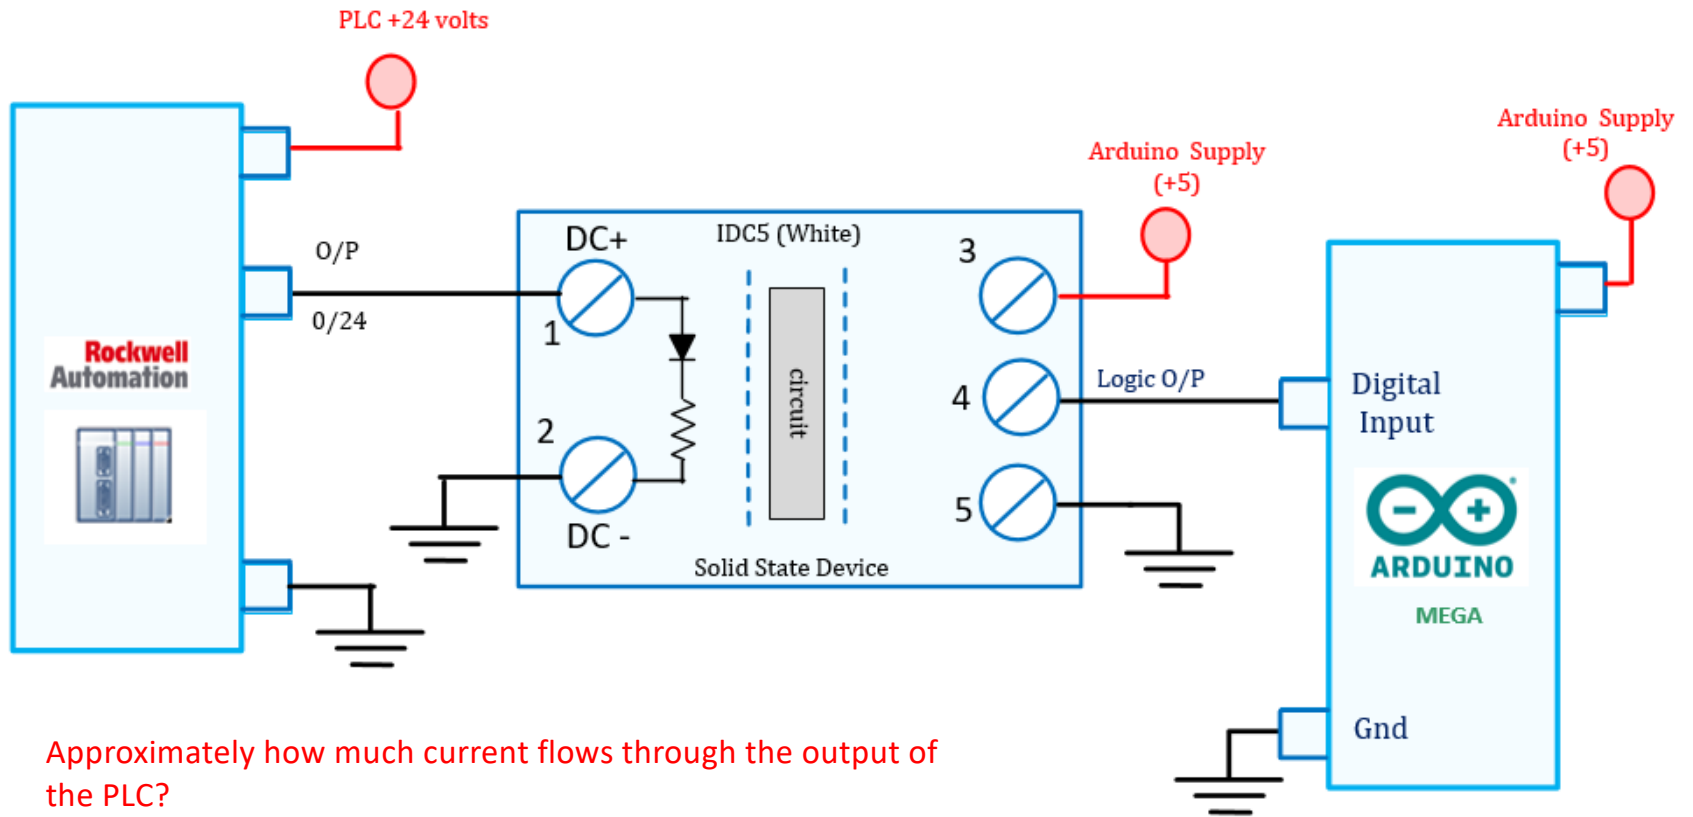 PLC +24 volts
Arduino Supply
(+5)
Arduino Supply
(+5)
O/P
0/24
Rockwell
Automation
DC+
1
2
DC -
IDC5 (White)
circuit
Solid State Device
3
4
5
Logic O/P
Digital
Input
ARDUINO
MEGA
Gnd
Approximately how much current flows through the output of
the PLC?